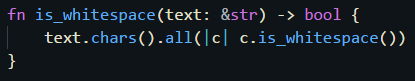 fn is_whitespace(text: &str) -> bool {
    text.chars().all(|c| c.is_whitespace())
}